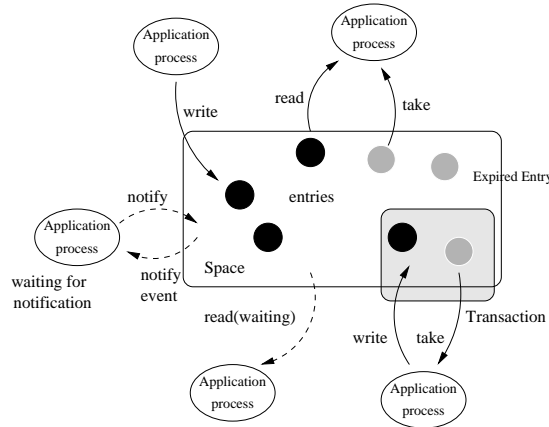 Application
process
Application
process
read
take
write
Expired Entry
entries
notify
Application
process
notify
event
waiting for
notification
Space
read(waiting)
Transaction
write
take
Application
process
Application
process